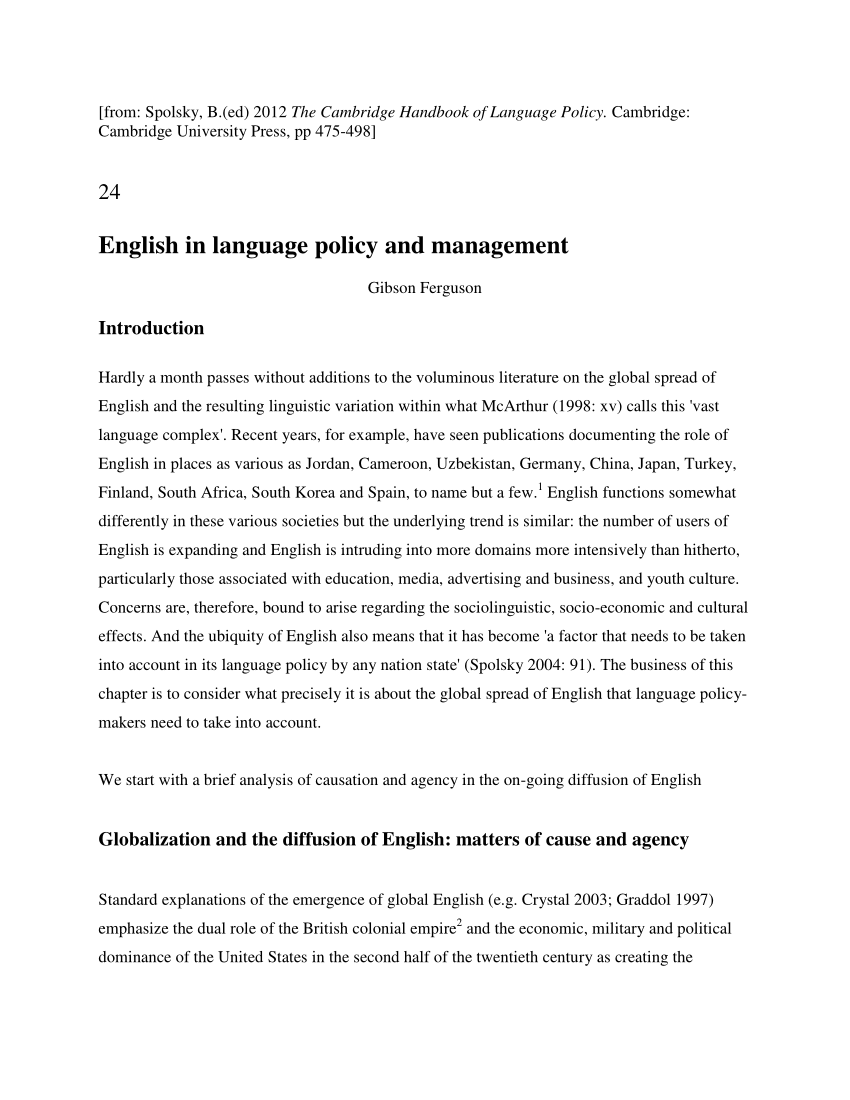 [from: Spolsky, B.(ed) 2012 The Cambridge Handbook of Language Policy. Cambridge:
Cambridge University Press, pp 475-498]
24
English in language policy and management
Gibson Ferguson
Introduction
Hardly a month passes without additions to the voluminous literature on the global spread of
English and the resulting linguistic variation within what McArthur (1998: xv) calls this 'vast
language complex'. Recent years, for example, have seen publications documenting the role of
English in places as various as Jordan, Cameroon, Uzbekistan, Germany, China, Japan, Turkey,
Finland, South Africa, South Korea and Spain, to name but a few.1 English functions somewhat
differently in these various societies but the underlying trend is similar: the number of users of
English is expanding and English is intruding into more domains more intensively than hitherto,
particularly those associated with education, media, advertising and business, and youth culture.
Concerns are, therefore, bound to arise regarding the sociolinguistic, socio-economic and cultural
effects. And the ubiquity of English also means that it has become 'a factor that needs to be taken
into account in its language policy by any nation state' (Spolsky 2004: 91). The business of this
chapter is to consider what precisely it is about the global spread of English that language policy-
makers need to take into account.
We start with a brief analysis of causation and agency in the on-going diffusion of English
Globalization and the diffusion of English: matters of cause and agency
Standard explanations of the emergence of global English (e.g. Crystal 2003; Graddol 1997)
emphasize the dual role of the British colonial empire2 and the economic, military and political
dominance of the United States in the second half of the twentieth century as creating the